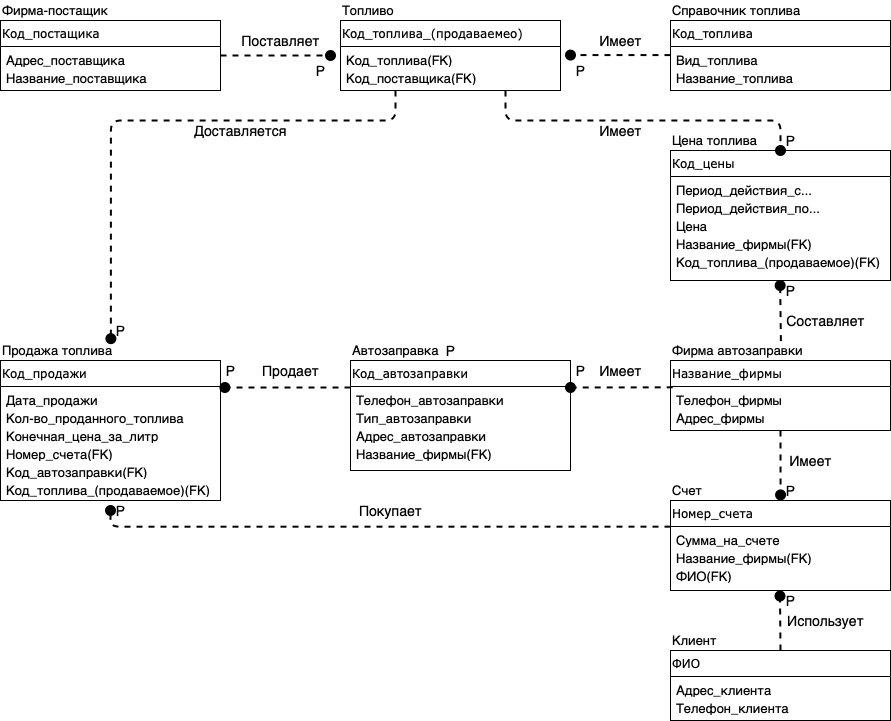 Фирма-постащик
Код_постащика
Адрес_поставщика
Название_поставщика
Поставляет
P
Топливо
Код_топлива_(продаваемео)
Код_топлива(FK)
Код_поставщика(FK)
Имеет
P
Справочник топлива
Код_топлива
Вид_топлива
Название_топлива
Доставляется
Имеет
P
Цена топлива
Код_цены
Период_действия_с...
Период_действия_по...
Цена
Название_фирмы(FK)
Код_топлива_(продаваемое)(FK)
P
Составляет
P
Продажа топлива
Код_продажи
Дата_продажи
Кол-во_проданного_топлива
Конечная_цена_за_литр
Номер_счета(FK)
Код_автозаправки(FK)
Код_топлива_(продаваемое)(FK)
P
P
Продает
Автозаправка P
Код_автозаправки
Телефон_автозаправки
Тип_автозаправки
Адрес_автозаправки
Название_фирмы(FK)
P
Имеет
Фирма автозаправки
Название_фирмы
Телефон_фирмы
Адрес_фирмы
Имеет
P
Покупает
Счет
Номер_счета
Сумма_на_счете
Название_фирмы(FK)
ФИО(FK)
P
Использует
Клиент
ФИО
Адрес_клиента
Телефон_клиента